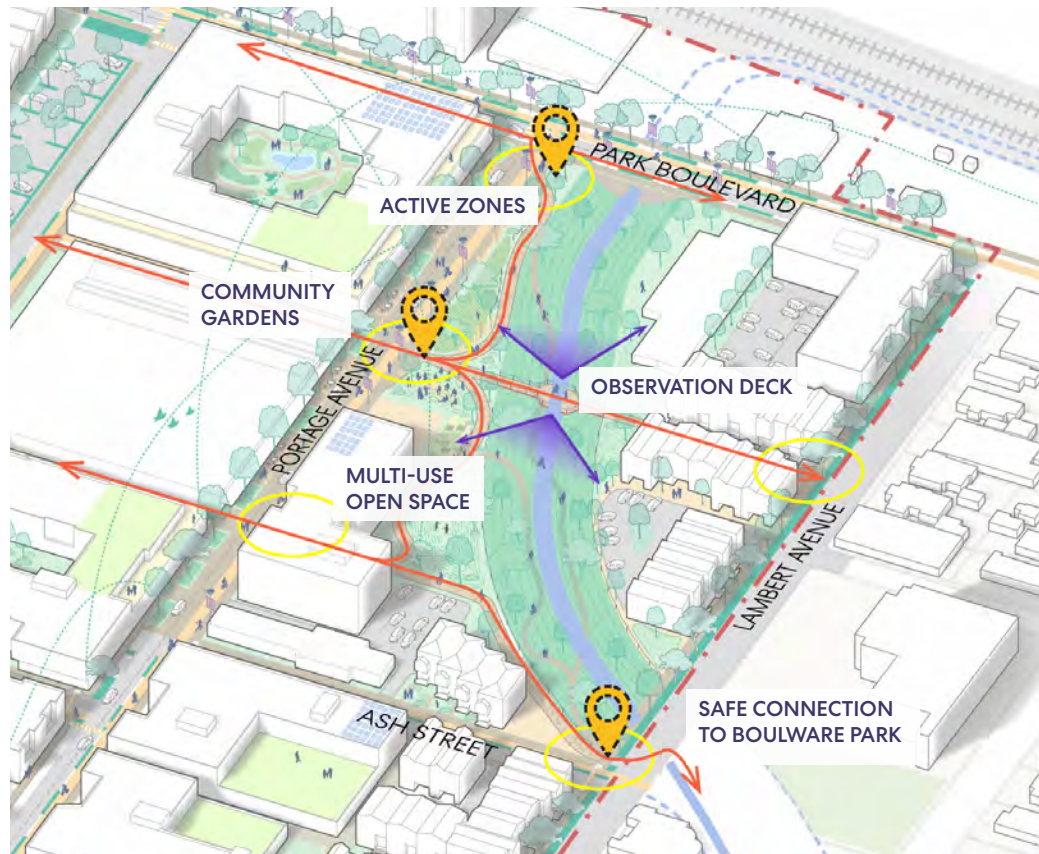 PARK BOULEVARD
ACTIVE ZONES
COMMUNITY
GARDENS
PORTAGE AVENUE
OBSERVATION DECK
MULTI-USE
OPEN SPACE
LAMBERT AVENUE
ASH STREET
SAFE CONNECTION
TO BOULWARE PARK